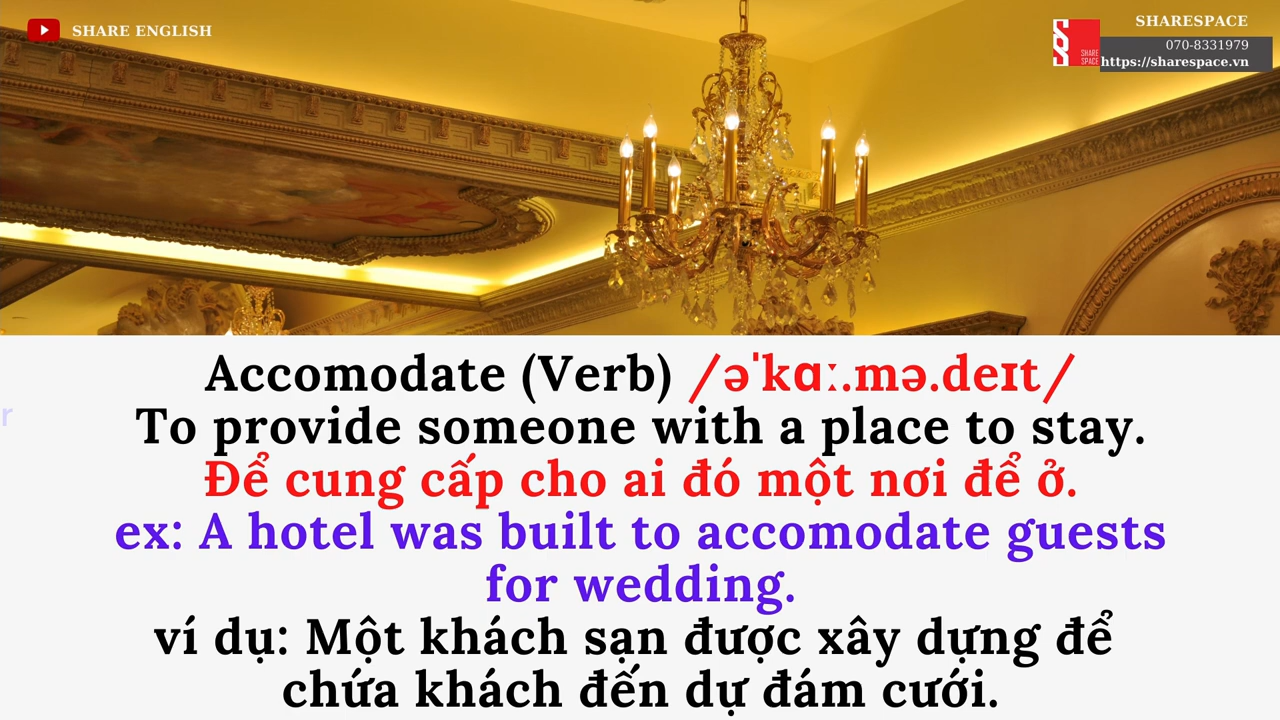 SHARE ENGLISH
SHARESPACE
070-8331979
SHARE
SPACE
https://sharespace.vn
Accomodate (Verb) /əˈkɑː.mə.deɪt/
To provide someone with a place to stay.
r
Để cung cấp cho ai đó một nơi để ở.
ex: A hotel was built to accomodate guests
for wedding.
ví dụ: Một khách sạn được xây dựng để
chứa khách đến dự đám cưới.